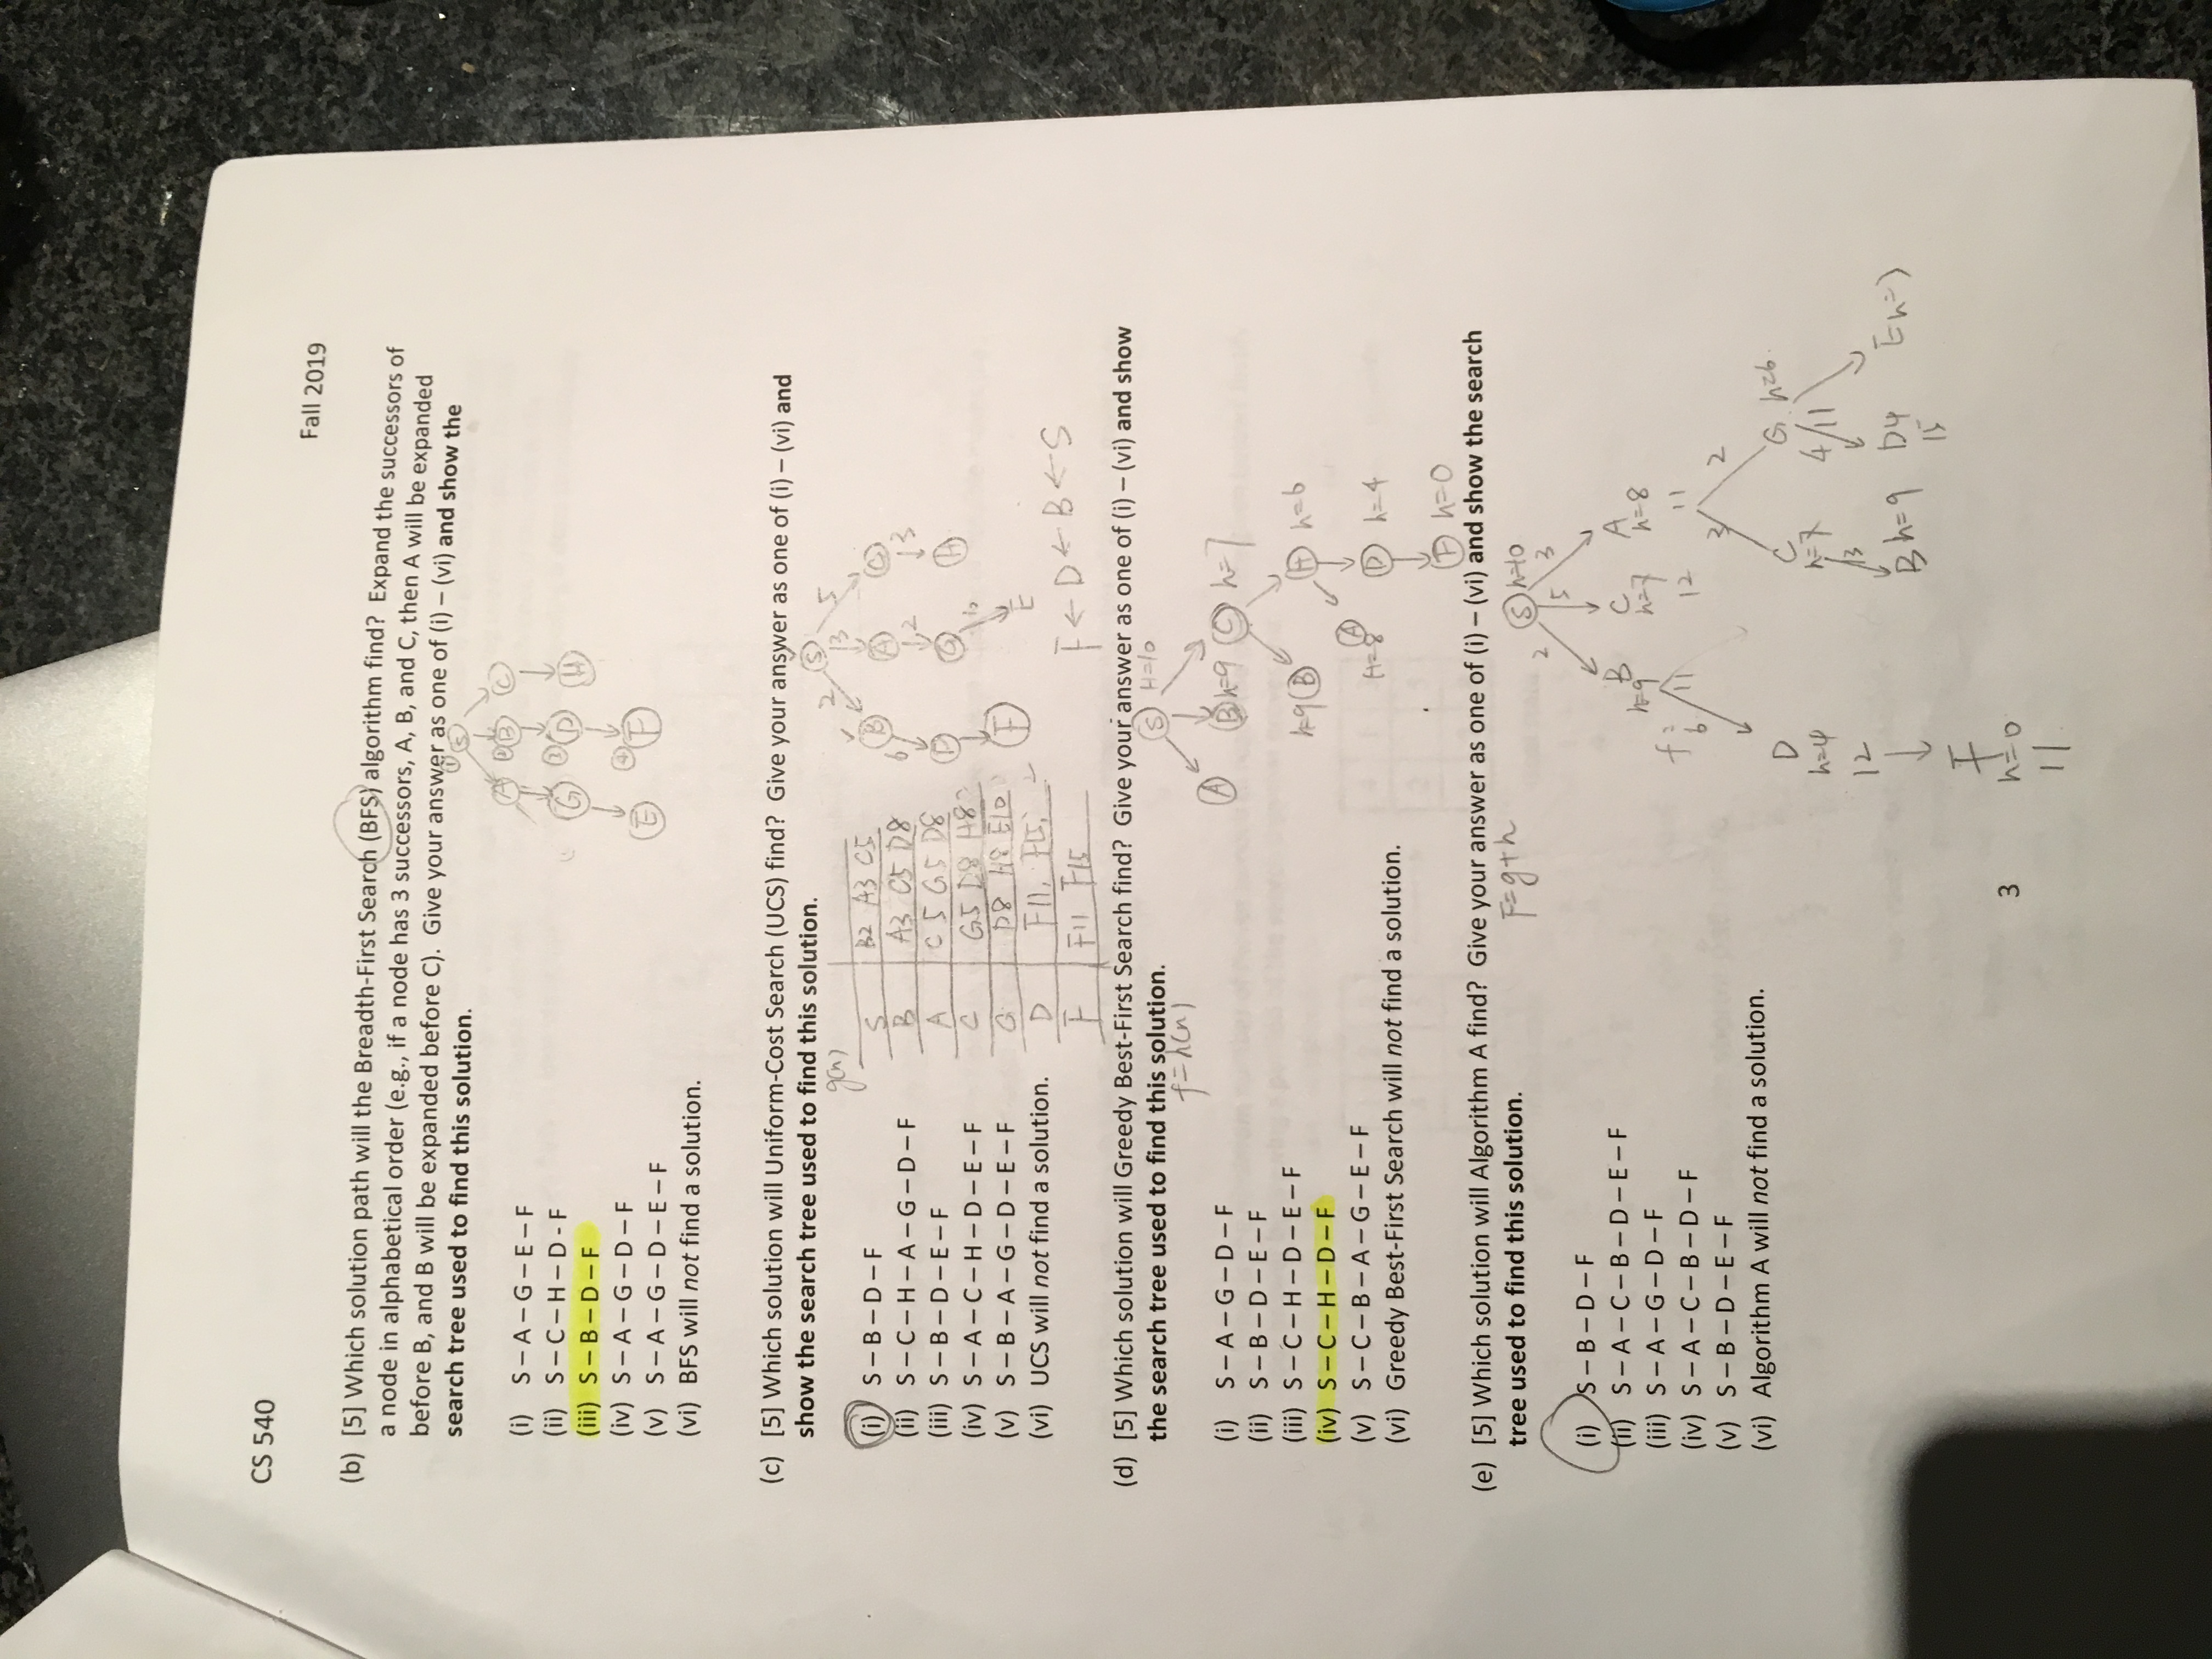 CS 540
Fall 2019
(b) [5] Which solution path will the Breadth-First Search (BFS) algorithm find? Expand the successors of
a node in alphabetical order (e.g., if a node has 3 successors, A, B, and C, then A will be expanded
before B, and B will be expanded before C). Give your answer as one of (i) – (vi) and show the
search tree used to find this solution.
1 S
A 2 B C
G 3 D H
E 4 F
(i) S – A – G – E – F
(ii) S – C – H – D - F
(iii) S – B – D – F
(iv) S – A – G – D – F
(v) S – A – G – D – E – F
(vi) BFS will not find a solution.
(c) [5] Which solution will Uniform-Cost Search (UCS) find? Give your answer as one of (i) – (vi) and
show the search tree used to find this solution.
g(n)
S B2 A3 C5
B A3 C5 D8
A C5 G5 D8
C G5 D8 H8
G D8 H8 E10
D F11, F15,
F F11 F15
S
2 3 5
B A C
6 2 3
D G H
10
F E
F ← D ← B ← S
(i) S – B – D – F
(ii) S – C – H – A – G – D – F
(iii) S – B – D – E – F
(iv) S – A – C – H – D – E – F
(v) S – B – A – G – D – E – F
(vi) UCS will not find a solution.
(d) [5] Which solution will Greedy Best-First Search find? Give your answer as one of (i) – (vi) and show
the search tree used to find this solution.
f=h(n)
S H=10
A B h=9 C h=7
h=9 B H h=6
A
H=8 D h=4
F h=0
(i) S – A – G – D – F
(ii) S – B – D – E – F
(iii) S – C – H – D – E – F
(iv) S – C – H – D – F
(v) S – C – B – A – G – E – F
(vi) Greedy Best-First Search will not find a solution.
(e) [5] Which solution will Algorithm A find? Give your answer as one of (i) – (vi) and show the search
tree used to find this solution.
F=g+h
S h=10
2 5 3
B C A
h=9 h=7 h=8
f= 11 12 11
6 3 2
D C G h=6
h=4 h=7 4 11
12 3
B h=9 D4 E h=3
15
F
h=0
11
(i) S – B – D – F
(ii) S – A – C – B – D – E – F
(iii) S – A – G – D – F
(iv) S – A – C – B – D – F
(v) S – B – D – E – F
(vi) Algorithm A will not find a solution.
3